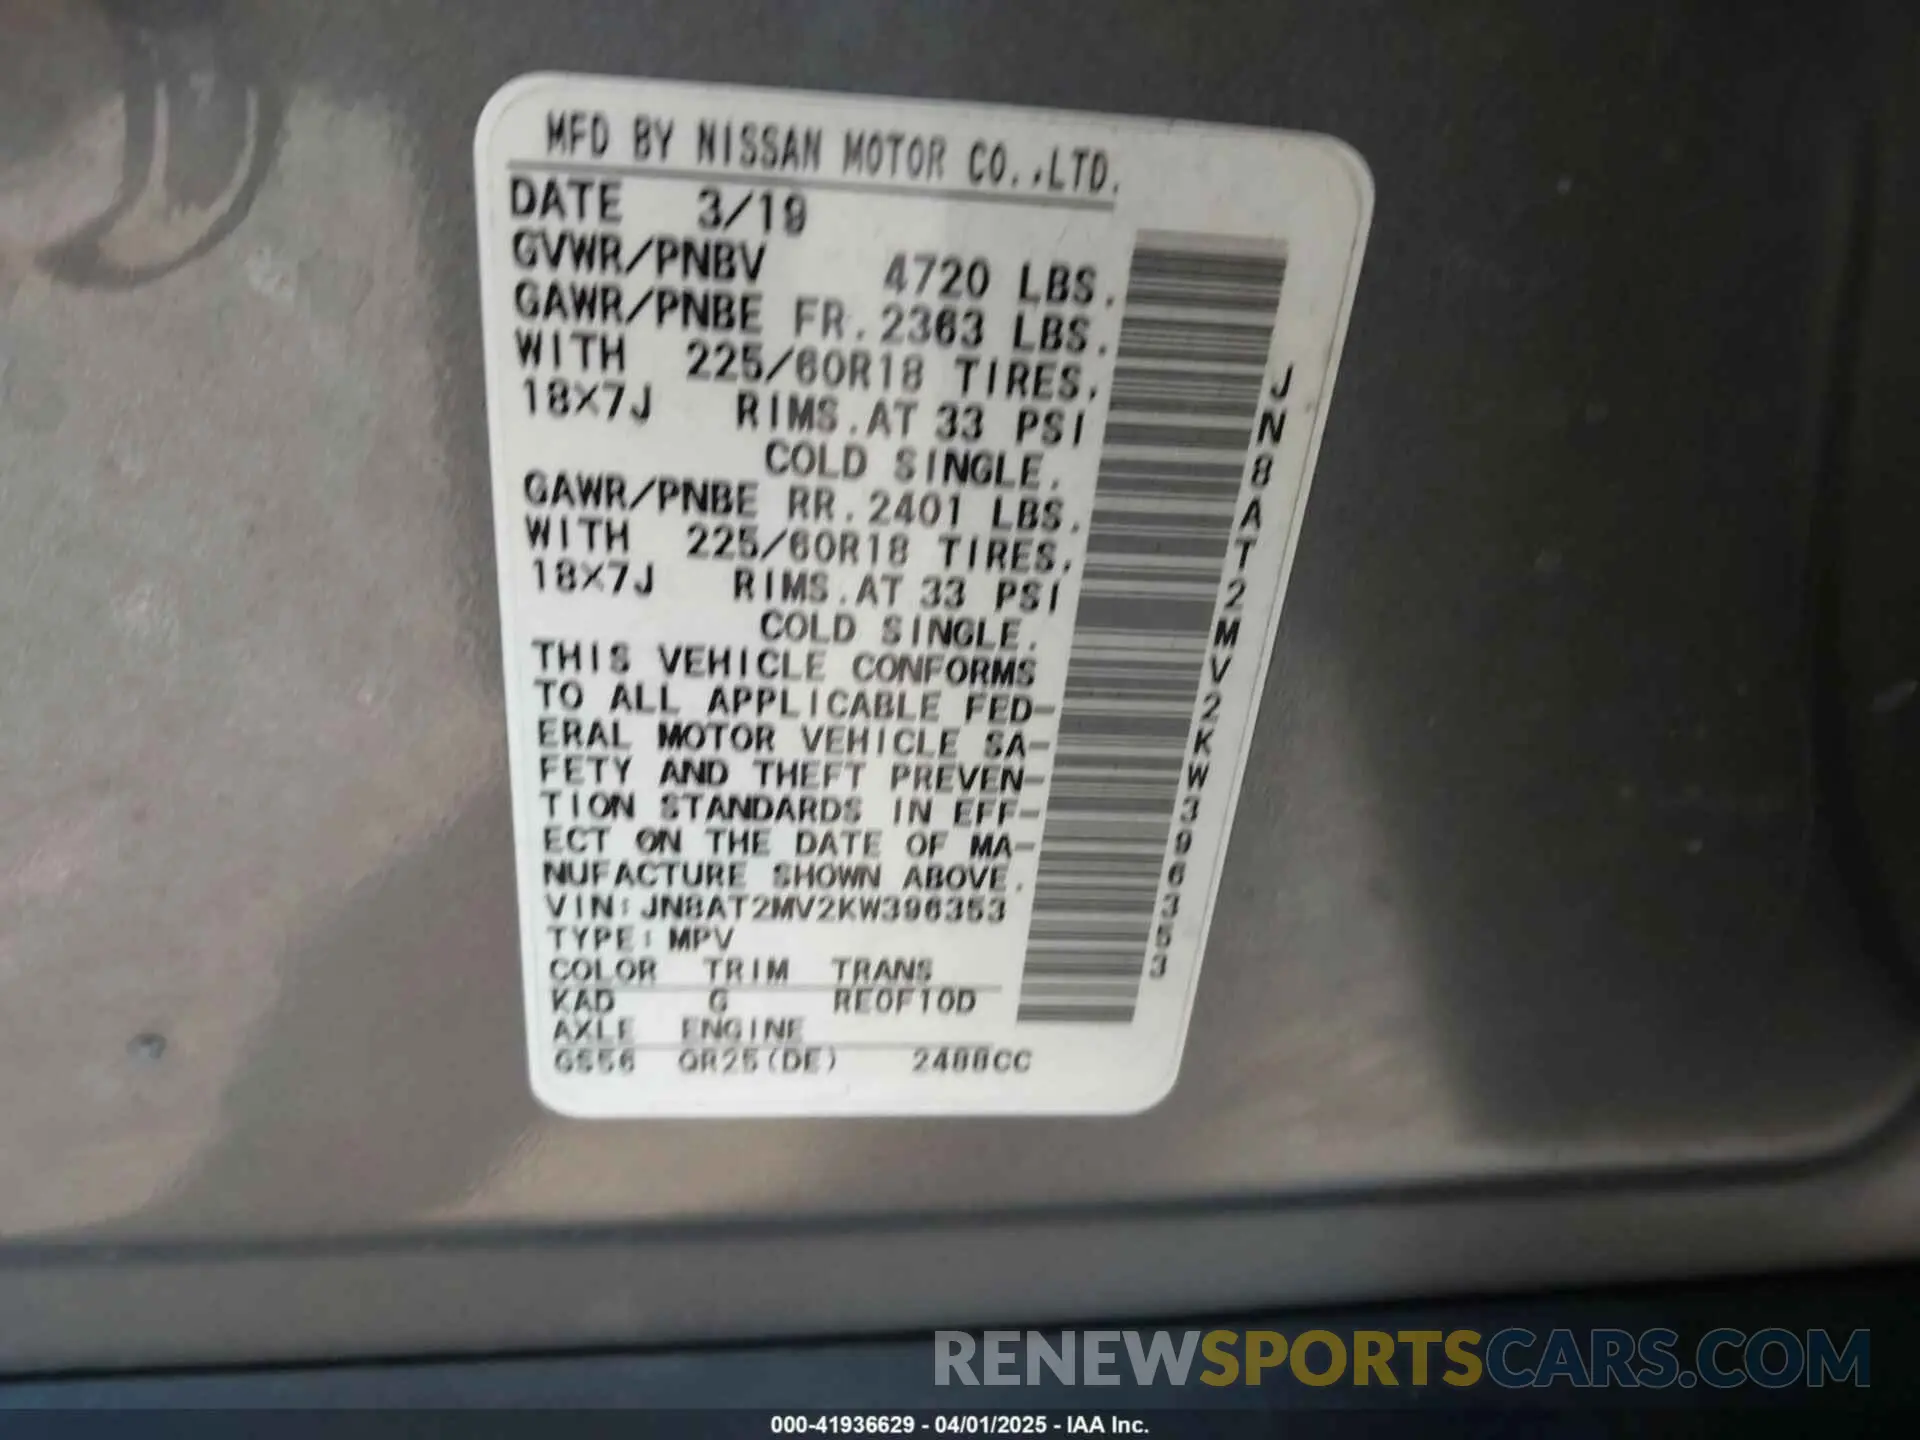 MFD BY NISSAN MOTOR CO.,LTD.
DATE 3/19
GVWR/PNBV 4720 LBS.
GAWR/PNBE FR.2363 LBS.
WITH 225/60R18 TIRES,
18X7J RIMS.AT 33 PSI
COLD SINGLE.
GAWR/PNBE RR.2401 LBS.
WITH 225/60R18 TIRES,
18X7J RIMS.AT 33 PSI
COLD SINGLE.
THIS VEHICLE CONFORMS
TO ALL APPLICABLE FED-
ERAL MOTOR VEHICLE SA-
FETY AND THEFT PREVEN-
TION STANDARDS IN EFF-
ECT ON THE DATE OF MA-
NUFACTURE SHOWN ABOVE.
VIN:JN8AT2MV2KW396353
TYPE:MPV
COLOR TRIM TRANS
KAD G RE0F10D
AXLE ENGINE
GS56 QR25(DE) 2488CC
JN8AT2MV2KW396353
RENEWSPORTSCARS.COM
000-41936629 - 04/01/2025 - IAA Inc.